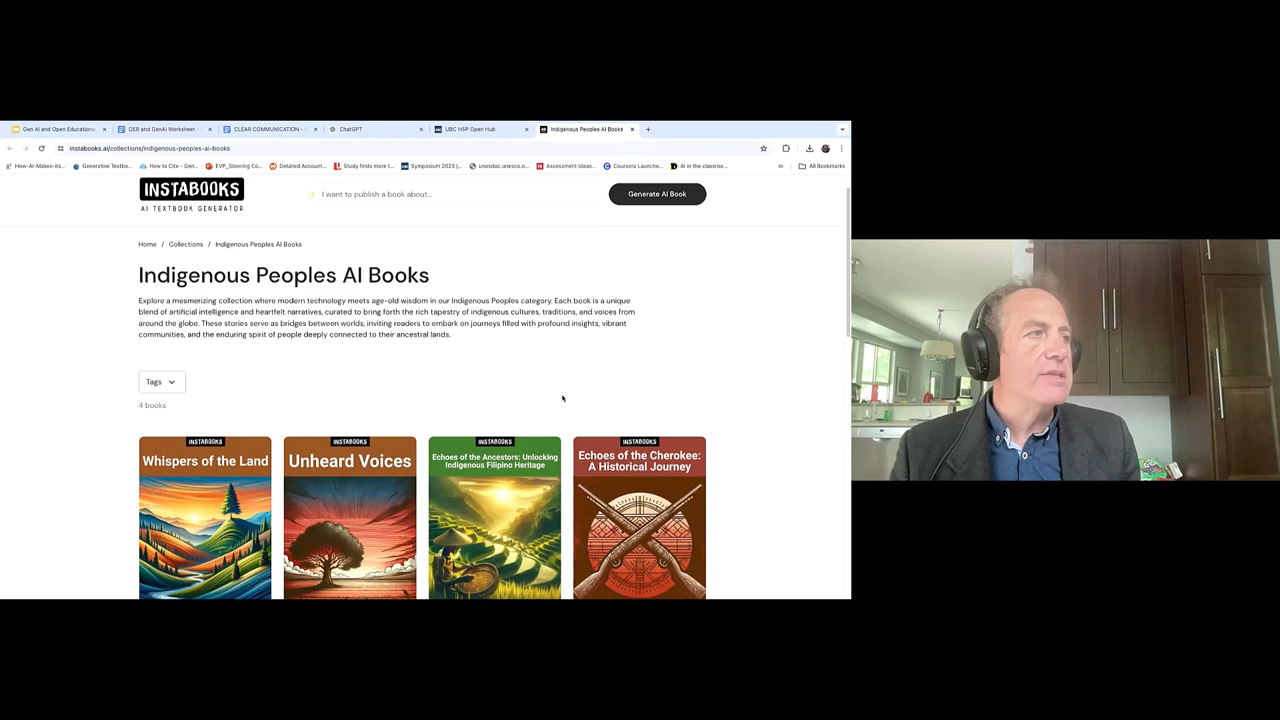 Gen AI and Open Educationa
OER and GenAI Worksheet -
CLEAR COMMUNICATION -
ChatGPT
UBC H5P Open Hub
Indigenous Peoples AI Books
instabooks.ai/collections/indigenous-peoples-ai-books
How-AI-Makes-its...
Generative Textbo...
How to Cite - Gen...
EVP_Steering Co...
Detailed Account...
Study finds more t...
Symposium 2023 |...
unesdoc.unesco.o...
Assessment Ideas...
Coursera Launche...
AI in the classroo...
»
All Bookmarks
INSTABOOKS
AI TEXTBOOK GENERATOR
I want to publish a book about...
Generate AI Book
Home / Collections / Indigenous Peoples AI Books
Indigenous Peoples AI Books
Explore a mesmerizing collection where modern technology meets age-old wisdom in our Indigenous Peoples category. Each book is a unique
blend of artificial intelligence and heartfelt narratives, curated to bring forth the rich tapestry of indigenous cultures, traditions, and voices from
around the globe. These stories serve as bridges between worlds, inviting readers to embark on journeys filled with profound insights, vibrant
communities, and the enduring spirit of people deeply connected to their ancestral lands.
Tags
4 books
INSTABOOKS
Whispers of the Land
INSTABOOKS
Unheard Voices
INSTABOOKS
Echoes of the Ancestors: Unlocking
Indigenous Filipino Heritage
INSTABOOKS
Echoes of the Cherokee:
A Historical Journey